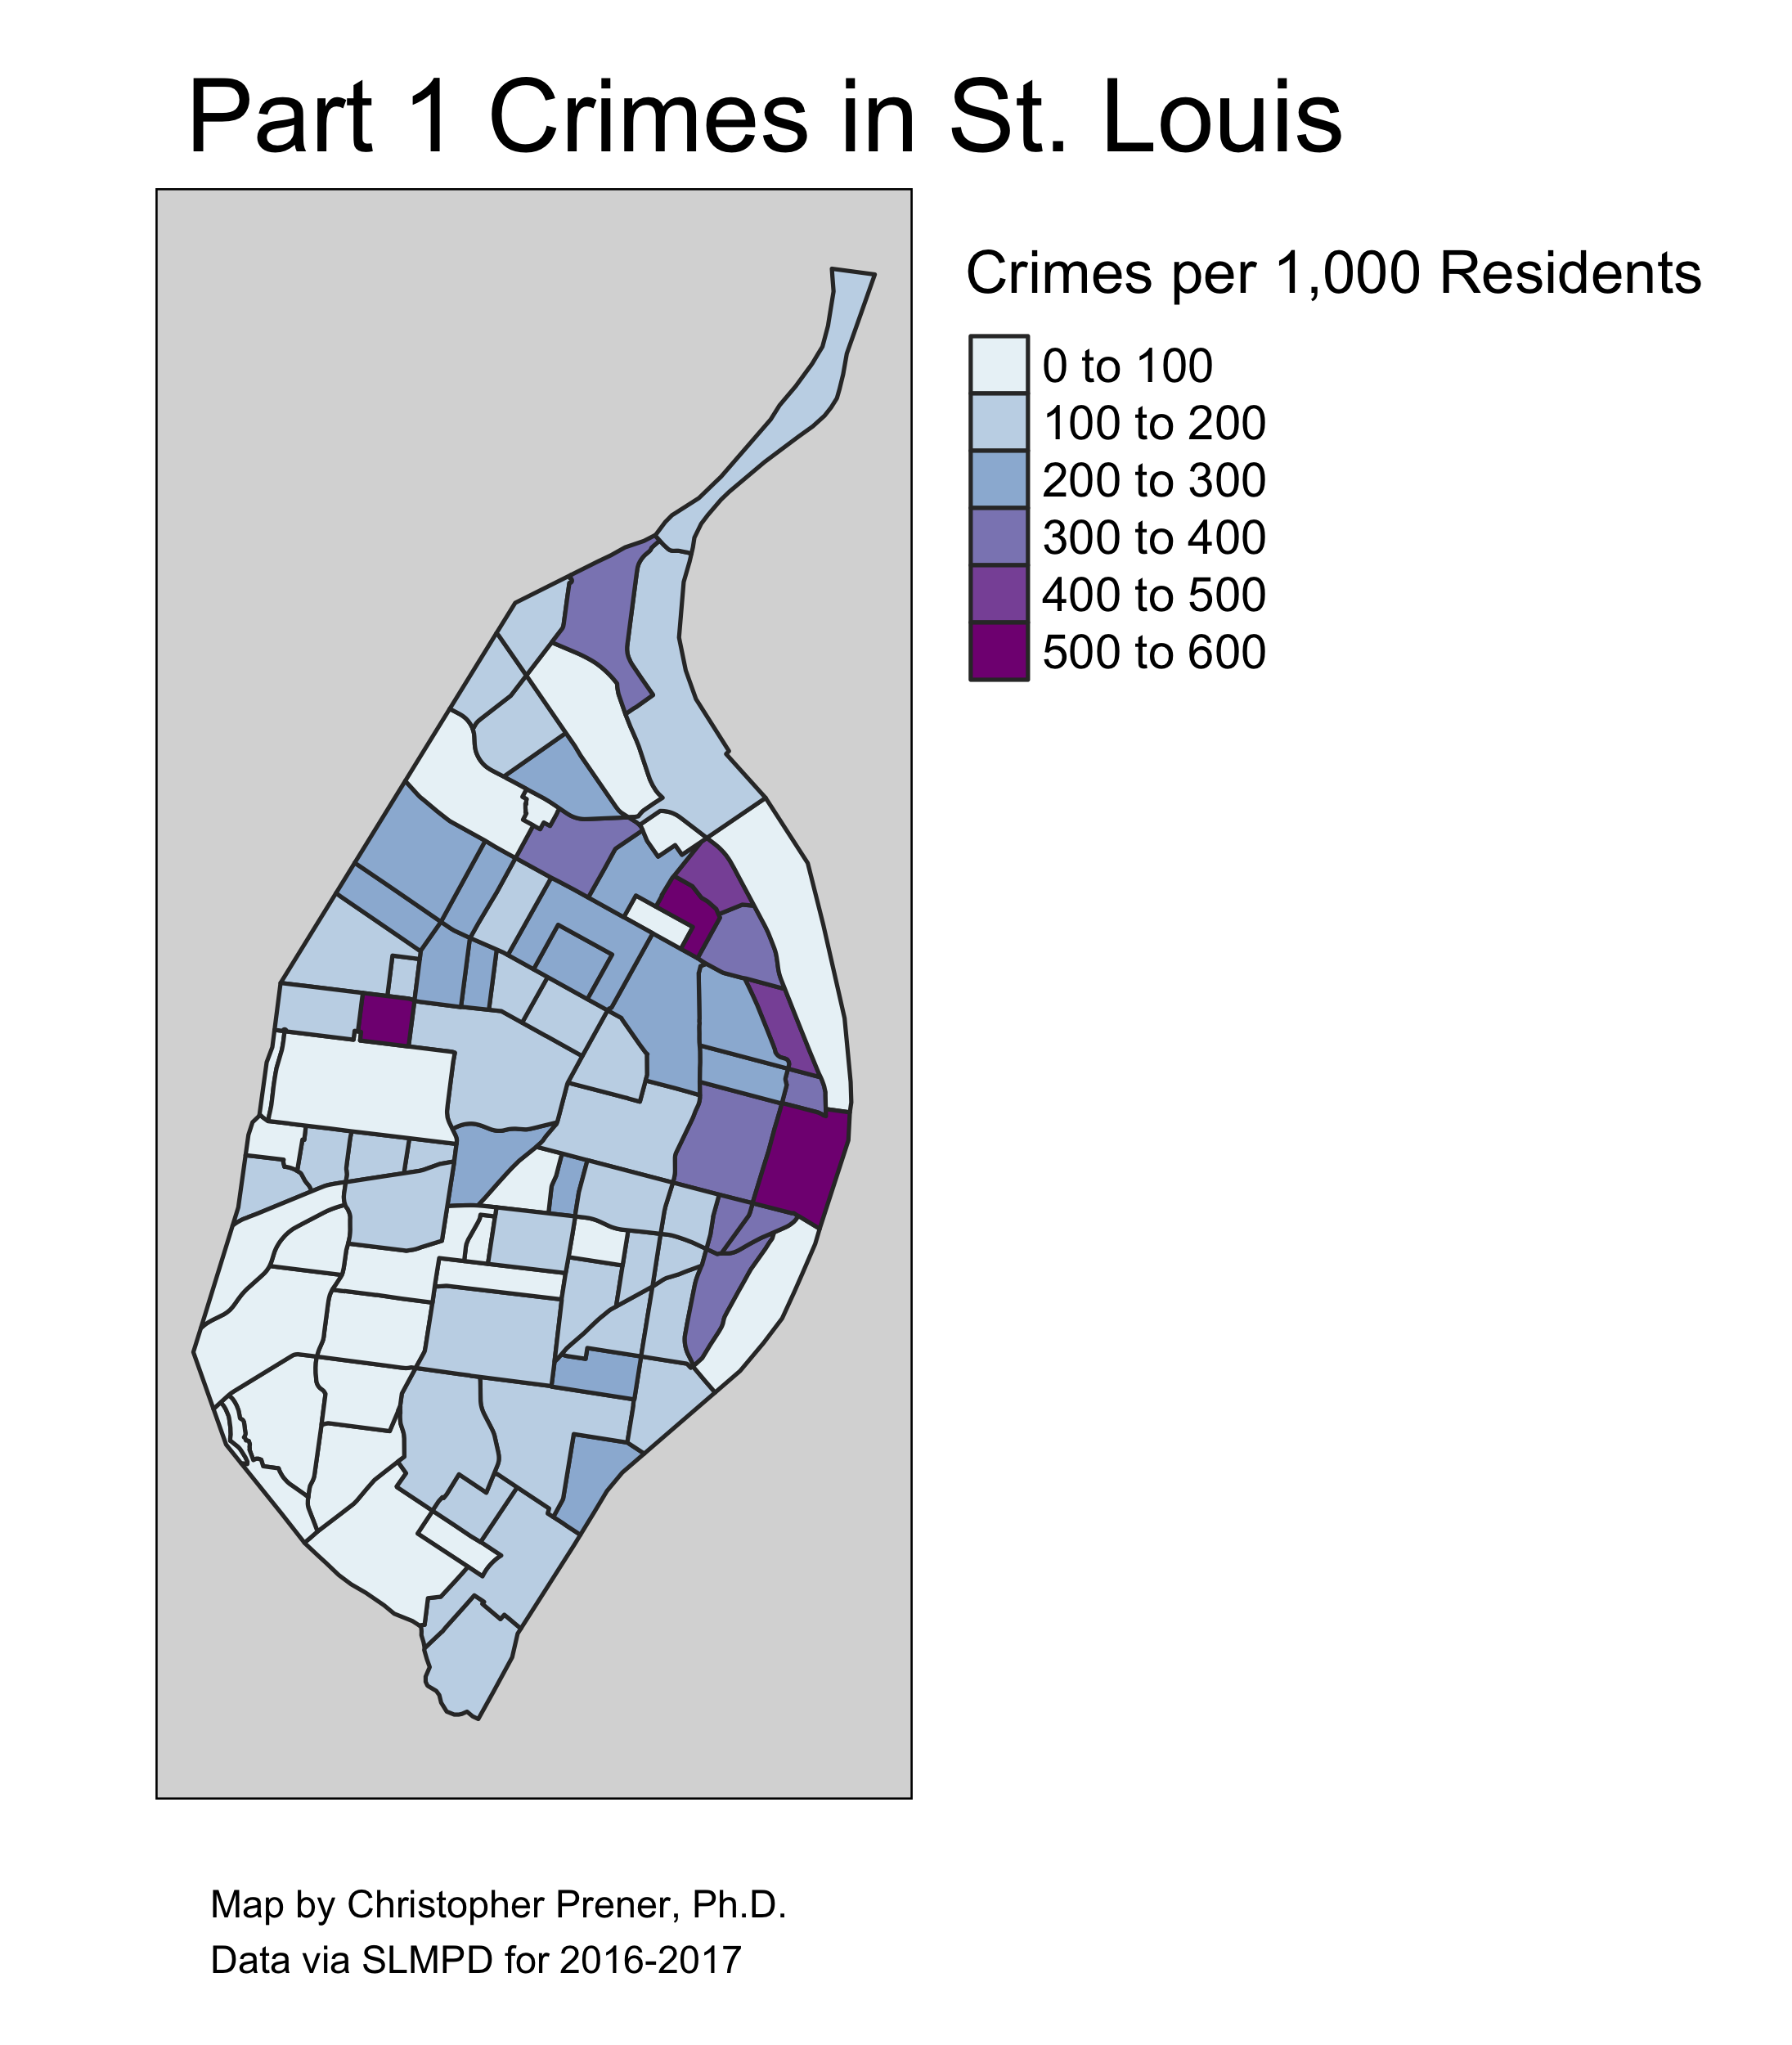 Part 1 Crimes in St. Louis
Crimes per 1,000 Residents
0 to 100
100 to 200
200 to 300
300 to 400
400 to 500
500 to 600
Map by Christopher Prener, Ph.D.
Data via SLMPD for 2016-2017